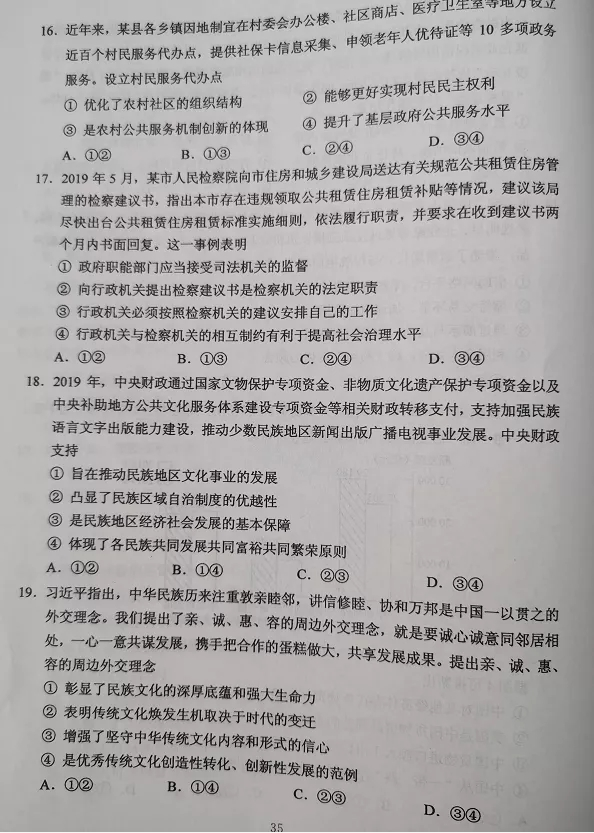 16. 近年来，某县各乡镇因地制宜在村委会办公楼、社区商店、医疗卫生室等地方设立
近百个村民服务代办点，提供社保卡信息采集、申领老年人优待证等 10 多项政务
服务。设立村民服务代办点
① 优化了农村社区的组织结构 ② 能够更好实现村民民主权利
③ 是农村公共服务机制创新的体现 ④ 提升了基层政府公共服务水平
A. ①② B. ①③ C. ②④ D. ③④
17. 2019 年 5 月，某市人民检察院向市住房和城乡建设局送达有关规范公共租赁住房管
理的检察建议书，指出本市存在违规领取公共租赁住房租赁补贴等情况，建议该局
尽快出台公共租赁住房租赁标准实施细则，依法履行职责，并要求在收到建议书两
个月内书面回复。这一事例表明
① 政府职能部门应当接受司法机关的监督
② 向行政机关提出检察建议书是检察机关的法定职责
③ 行政机关必须按照检察机关的建议安排自己的工作
④ 行政机关与检察机关的相互制约有利于提高社会治理水平
A. ①② B. ①③ C. ②④ D. ③④
18. 2019 年，中央财政通过国家文物保护专项资金、非物质文化遗产保护专项资金以及
中央补助地方公共文化服务体系建设专项资金等相关财政转移支付，支持加强民族
语言文字出版能力建设，推动少数民族地区新闻出版广播电视事业发展。中央财政
支持
① 旨在推动民族地区文化事业的发展
② 凸显了民族区域自治制度的优越性
③ 是民族地区经济社会发展的基本保障
④ 体现了各民族共同发展共同富裕共同繁荣原则
A. ①② B. ①④ C. ②③ D. ③④
19. 习近平指出，中华民族历来注重敦亲睦邻，讲信修睦、协和万邦是中国一以贯之的
外交理念。我们提出了亲、诚、惠、容的周边外交理念，就是要诚心诚意同邻居相
处，一心一意共谋发展，携手把合作的蛋糕做大，共享发展成果。提出亲、诚、惠、
容的周边外交理念
① 彰显了民族文化的深厚底蕴和强大生命力
② 表明传统文化焕发生机取决于时代的变迁
③ 增强了坚守中华传统文化内容和形式的信心
④ 是优秀传统文化创造性转化、创新性发展的范例
A. ①② B. ①④ C. ②③ D. ③④
35